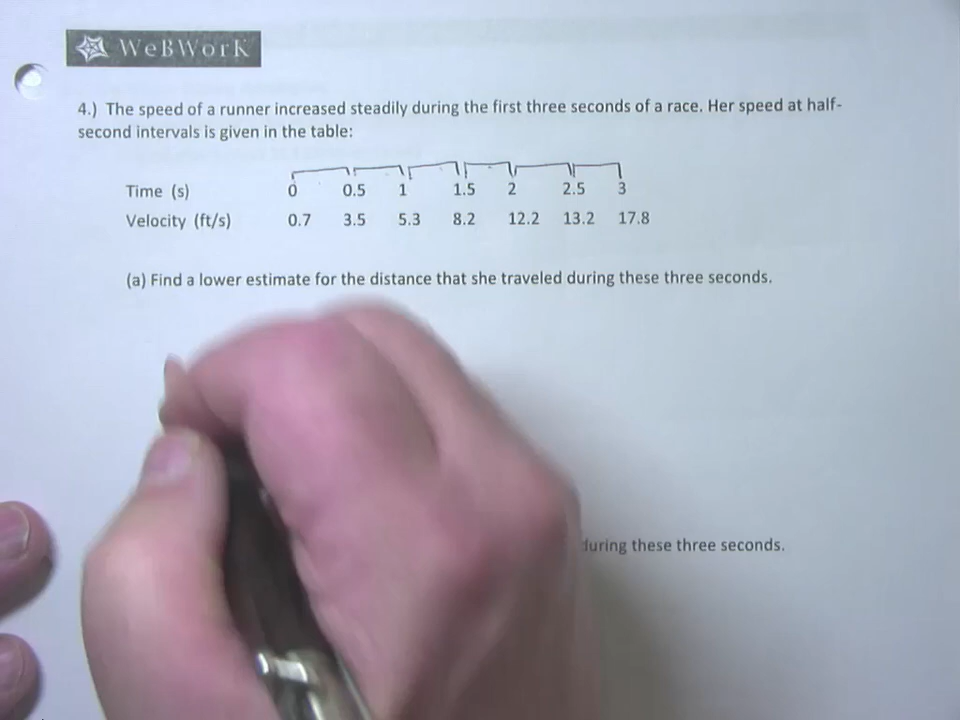 WeBWorK
4.) The speed of a runner increased steadily during the first three seconds of a race. Her speed at half-
second intervals is given in the table:
Time (s) 0 0.5 1 1.5 2 2.5 3
Velocity (ft/s) 0.7 3.5 5.3 8.2 12.2 13.2 17.8
(a) Find a lower estimate for the distance that she traveled during these three seconds.
during these three seconds.